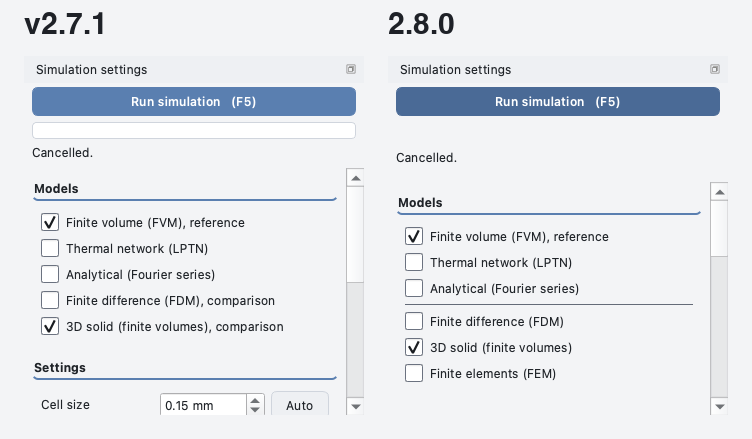 v2.7.1
Simulation settings
Run simulation (F5)
Cancelled.
Models
Finite volume (FVM), reference
Thermal network (LPTN)
Analytical (Fourier series)
Finite difference (FDM), comparison
3D solid (finite volumes), comparison
Settings
Cell size
0.15 mm
Auto
2.8.0
Simulation settings
Run simulation (F5)
Cancelled.
Models
Finite volume (FVM), reference
Thermal network (LPTN)
Analytical (Fourier series)
Finite difference (FDM)
3D solid (finite volumes)
Finite elements (FEM)